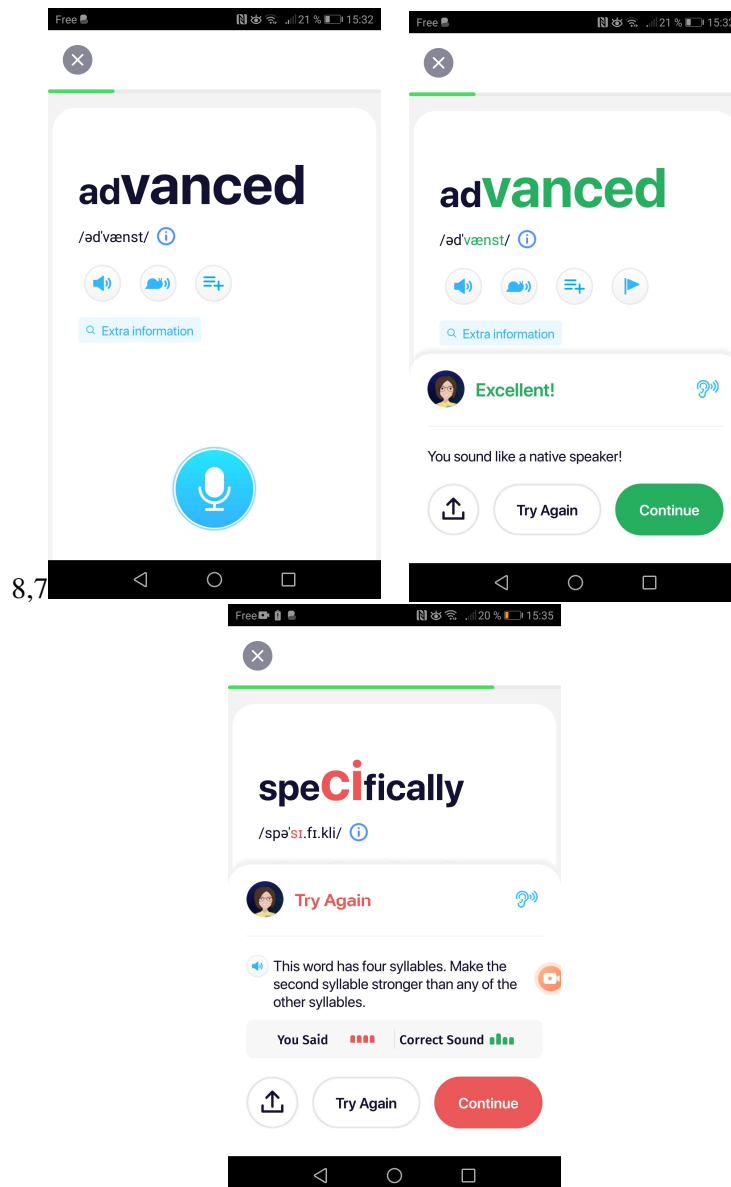 Free 21 % 15:32
advanced
/əd'vænst/
Extra information
8,7
Free 21 % 15:32
advanced
/əd'vænst/
Extra information
Excellent!
You sound like a native speaker!
Try Again Continue
Free 20 % 15:35
speCifically
/spə'sɪ.fɪ.kli/
Try Again
This word has four syllables. Make the
second syllable stronger than any of the
other syllables.
You Said Correct Sound
Try Again Continue